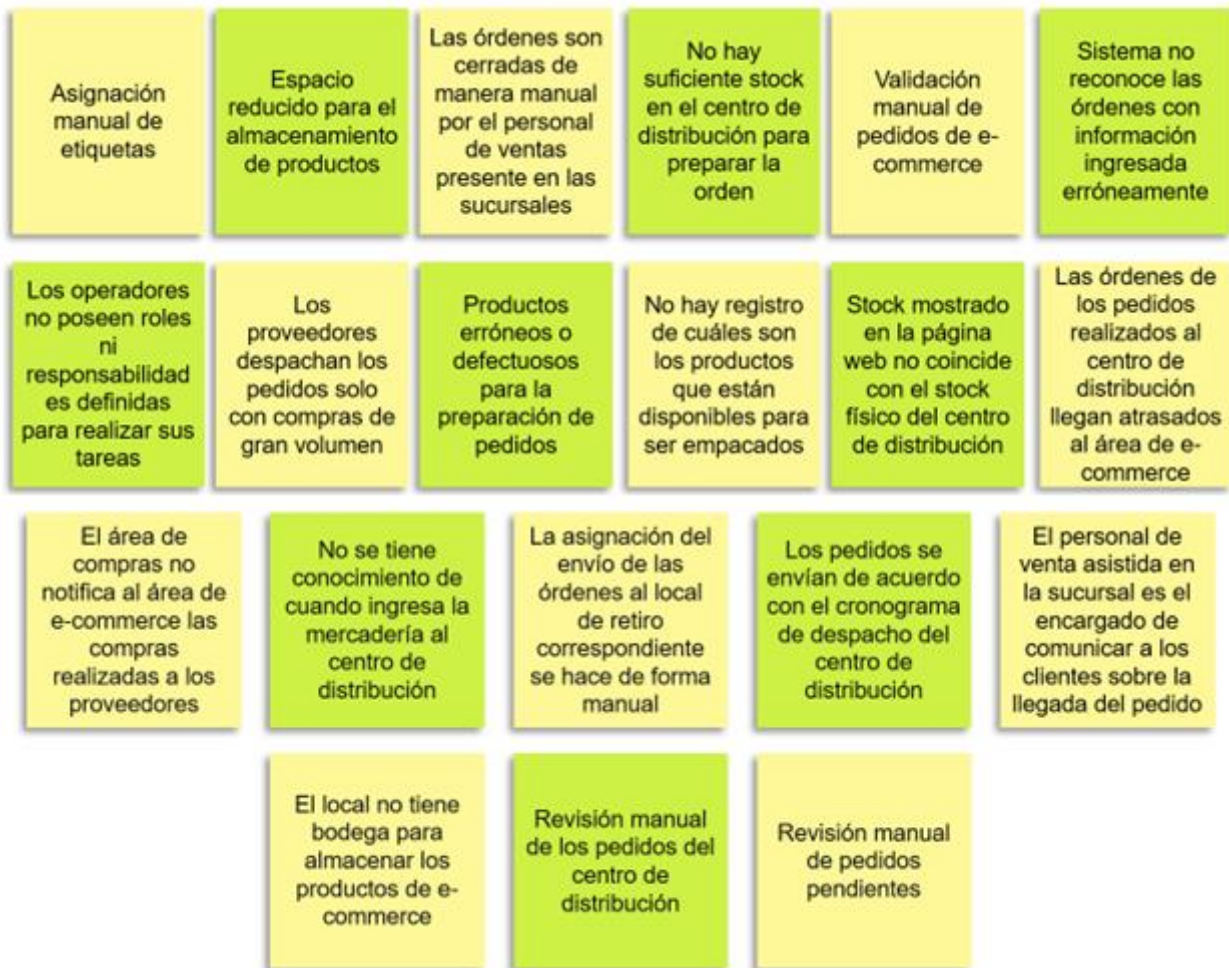 Asignación
manual de
etiquetas
Espacio
reducido para el
almacenamiento
de productos
Las órdenes son
cerradas de
manera manual
por el personal
de ventas
presente en las
sucursales
No hay
suficiente stock
en el centro de
distribución para
preparar la
orden
Validación
manual de
pedidos de e-
commerce
Sistema no
reconoce las
órdenes con
información
ingresada
erróneamente
Los operadores
no poseen roles
ni
responsabilidad
es definidas
para realizar sus
tareas
Los
proveedores
despachan los
pedidos solo
con compras de
gran volumen
Productos
erróneos o
defectuosos
para la
preparación de
pedidos
No hay registro
de cuáles son
los productos
que están
disponibles para
ser empacados
Stock mostrado
en la página
web no coincide
con el stock
físico del centro
de distribución
Las órdenes de
los pedidos
realizados al
centro de
distribución
llegan atrasados
al área de e-
commerce
El área de
compras no
notifica al área de
e-commerce las
compras
realizadas a los
proveedores
No se tiene
conocimiento de
cuando ingresa la
mercadería al
centro de
distribución
La asignación del
envío de las
órdenes al local
de retiro
correspondiente
se hace de forma
manual
Los pedidos se
envían de acuerdo
con el cronograma
de despacho del
centro de
distribución
El personal de
venta asistida en
la sucursal es el
encargado de
comunicar a los
clientes sobre la
llegada del pedido
El local no tiene
bodega para
almacenar los
productos de e-
commerce
Revisión manual
de los pedidos del
centro de
distribución
Revisión manual
de pedidos
pendientes